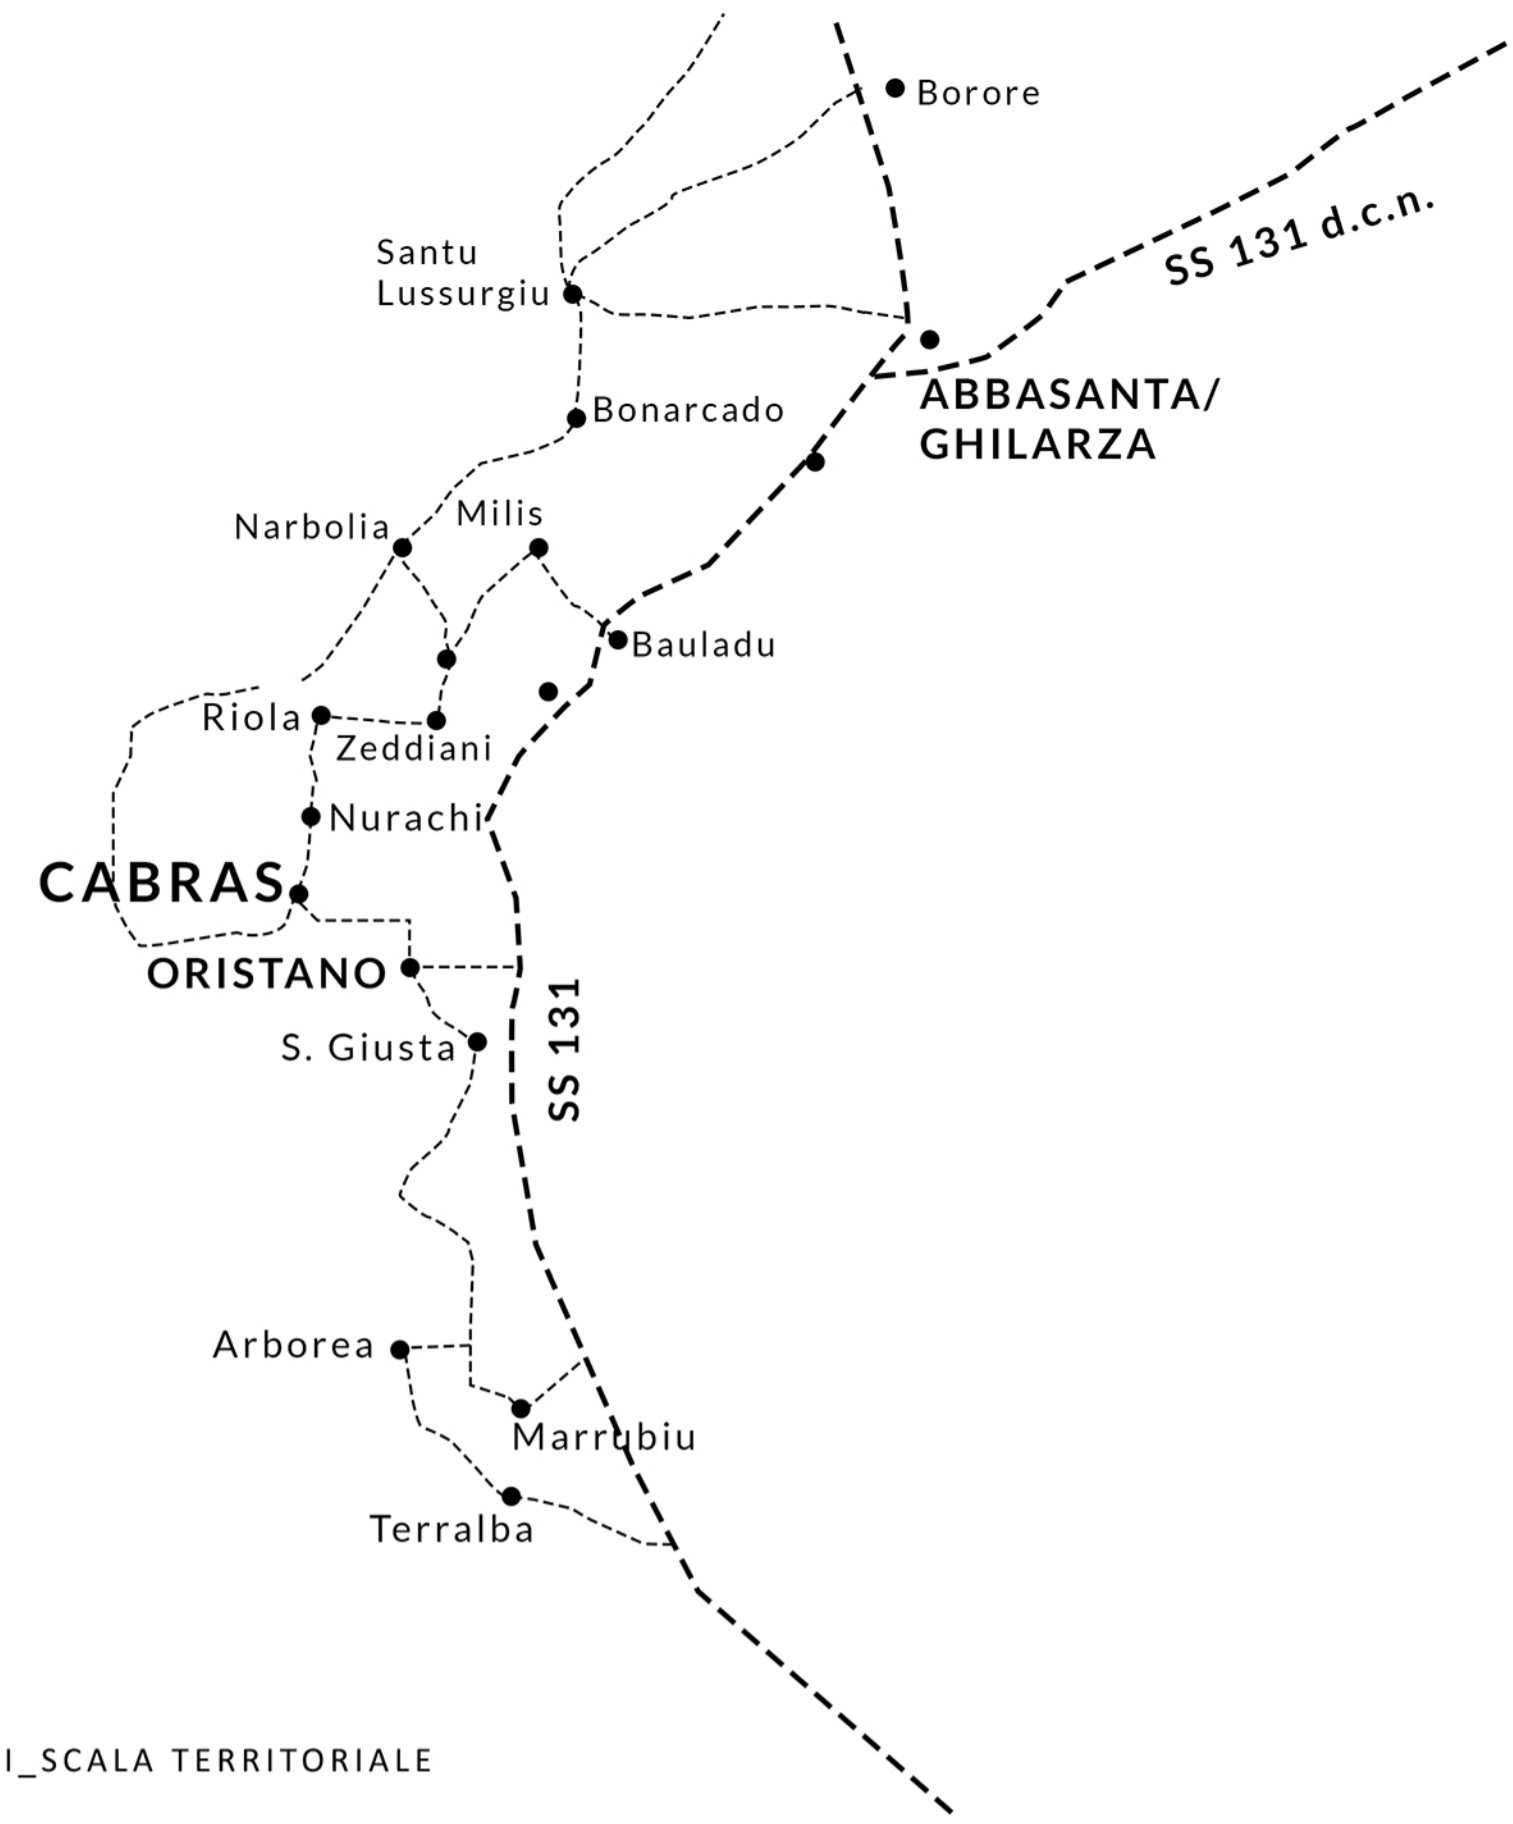 Borore
SS 131 d.c.n.
Santu
Lussurgiu
ABBASANTA/
GHILARZA
Bonarcado
Milis
Narbolia
Bauladu
Riola
Zeddiani
Nurachi
CABRAS
ORISTANO
SS 131
S. Giusta
Arborea
Marrubiu
Terralba
I_SCALA TERRITORIALE